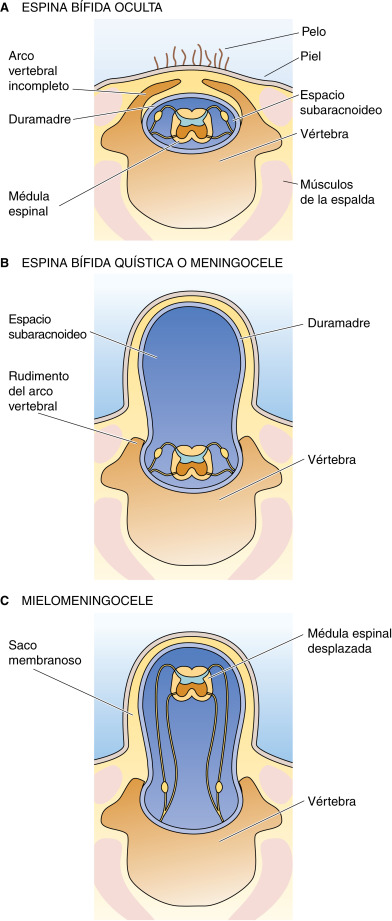 A ESPINA BÍFIDA OCULTA
Pelo
Piel
Arco
vertebral
incompleto
Espacio
subaracnoideo
Duramadre
Vértebra
Médula
espinal
Músculos
de la espalda
B ESPINA BÍFIDA QUÍSTICA O MENINGOCELE
Espacio
subaracnoideo
Duramadre
Rudimento
del arco
vertebral
Vértebra
C MIELOMENINGOCELE
Saco
membranoso
Médula espinal
desplazada
Vértebra